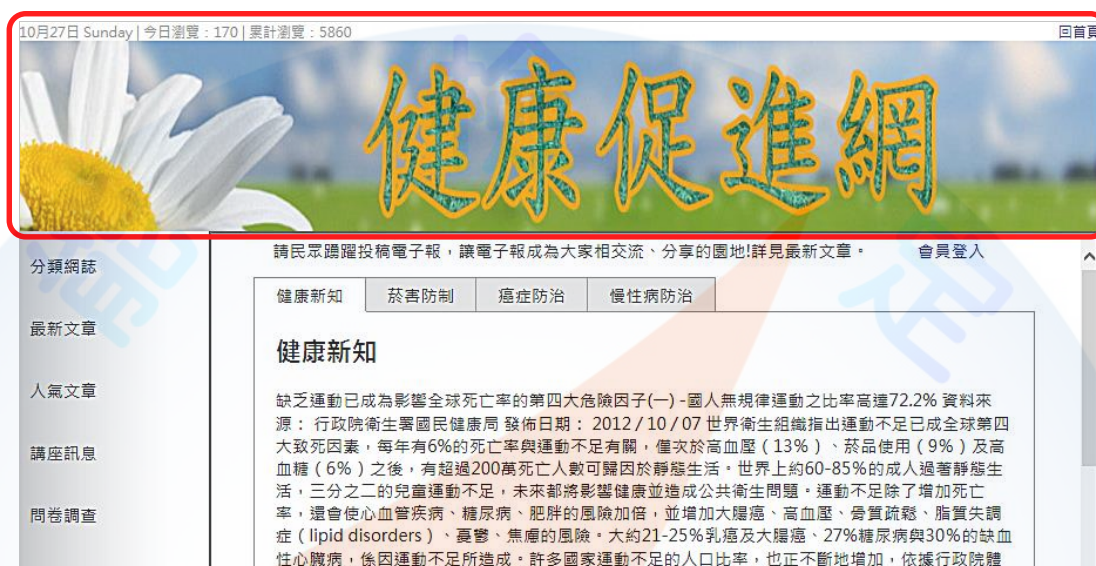 10月27日 Sunday | 今日瀏覽：170 | 累計瀏覽：5860
回首頁
健康促進網
請民眾踴躍投稿電子報，讓電子報成為大家相交流、分享的園地!詳見最新文章。 會員登入
分類網誌
最新文章
人氣文章
講座訊息
問卷調查
健康新知 菸害防制 癌症防治 慢性病防治
健康新知
缺乏運動已成為影響全球死亡率的第四大危險因子(一) -國人無規律運動之比率高達72.2% 資料來
源： 行政院衛生署國民健康局 發佈日期： 2012 / 10 / 07 世界衛生組織指出運動不足已成全球第四
大致死因素，每年有6%的死亡率與運動不足有關，僅次於高血壓（13%）、菸品使用（9%）及高
血糖（6%）之後，有超過200萬死亡人數可歸因於靜態生活。世界上約60-85%的成人過著靜態生
活，三分之二的兒童運動不足，未來都將影響健康並造成公共衛生問題。運動不足除了增加死亡
率，還會使心血管疾病、糖尿病、肥胖的風險加倍，並增加大腸癌、高血壓、骨質疏鬆、脂質失調
症（lipid disorders）、憂鬱、焦慮的風險。大約21-25%乳癌及大腸癌、27%糖尿病與30%的缺血
性心臟病，係因運動不足所造成。許多國家運動不足的人口比率，也正不斷地增加，依據行政院體